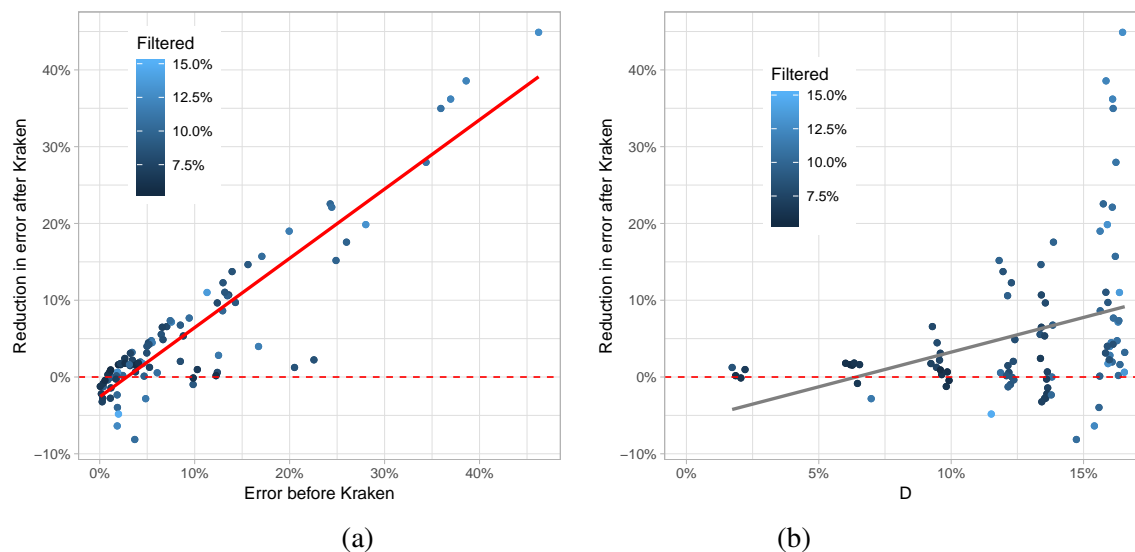 Filtered
15.0%
12.5%
10.0%
7.5%
40%
30%
20%
10%
0%
−10%
Reduction in error after Kraken
0% 10% 20% 30% 40%
Error before Kraken
(a)
Filtered
15.0%
12.5%
10.0%
7.5%
40%
30%
20%
10%
0%
−10%
Reduction in error after Kraken
0% 5% 10% 15%
D
(b)